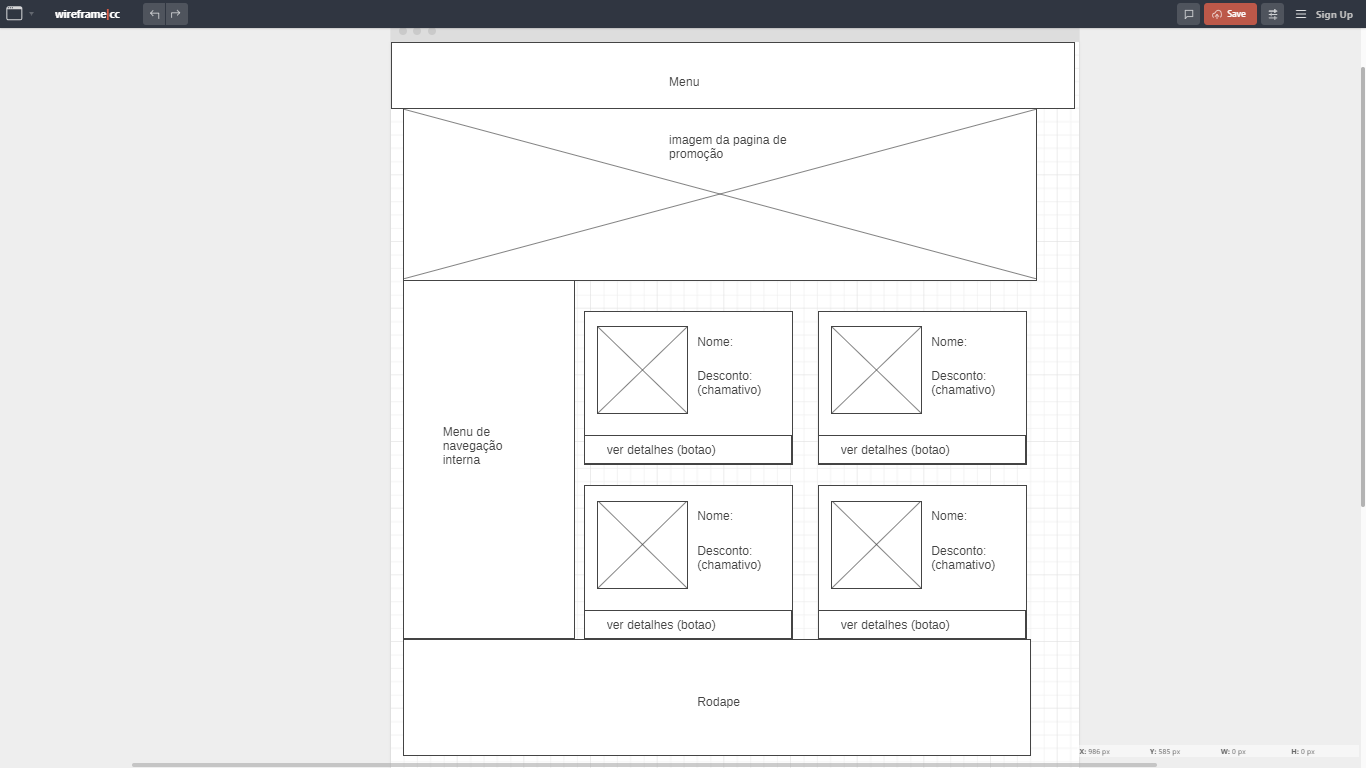 wireframe|cc
Save
Sign Up
Menu
imagem da pagina de
promoção
Menu de
navegação
interna
Nome:
Desconto:
(chamativo)
ver detalhes (botao)
Nome:
Desconto:
(chamativo)
ver detalhes (botao)
Nome:
Desconto:
(chamativo)
ver detalhes (botao)
Nome:
Desconto:
(chamativo)
ver detalhes (botao)
Rodape
X: 986 px Y: 585 px W: 0 px H: 0 px